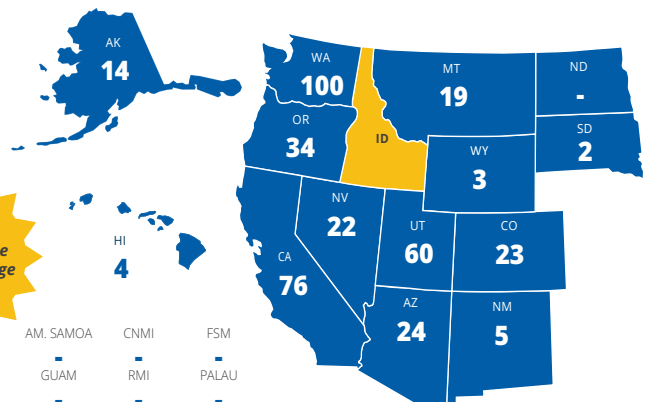 AK
14
WA
100
MT
19
ND
-
OR
34
ID
SD
2
WY
3
NV
22
HI
4
UT
60
CO
23
CA
76
AZ
24
NM
5
AM. SAMOA CNMI FSM
- - -
GUAM RMI PALAU
- - -